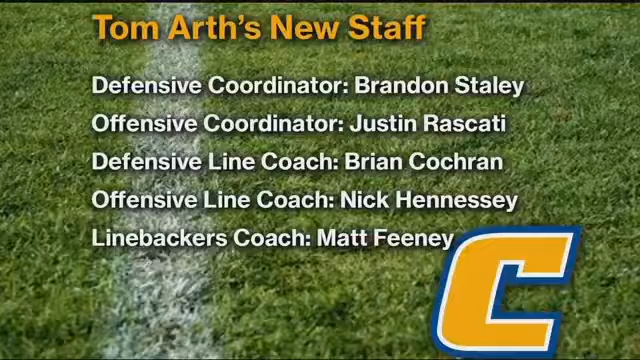 Tom Arth's New Staff
Defensive Coordinator: Brandon Staley
Offensive Coordinator: Justin Rascati
Defensive Line Coach: Brian Cochran
Offensive Line Coach: Nick Hennessey
Linebackers Coach: Matt Feeney
C